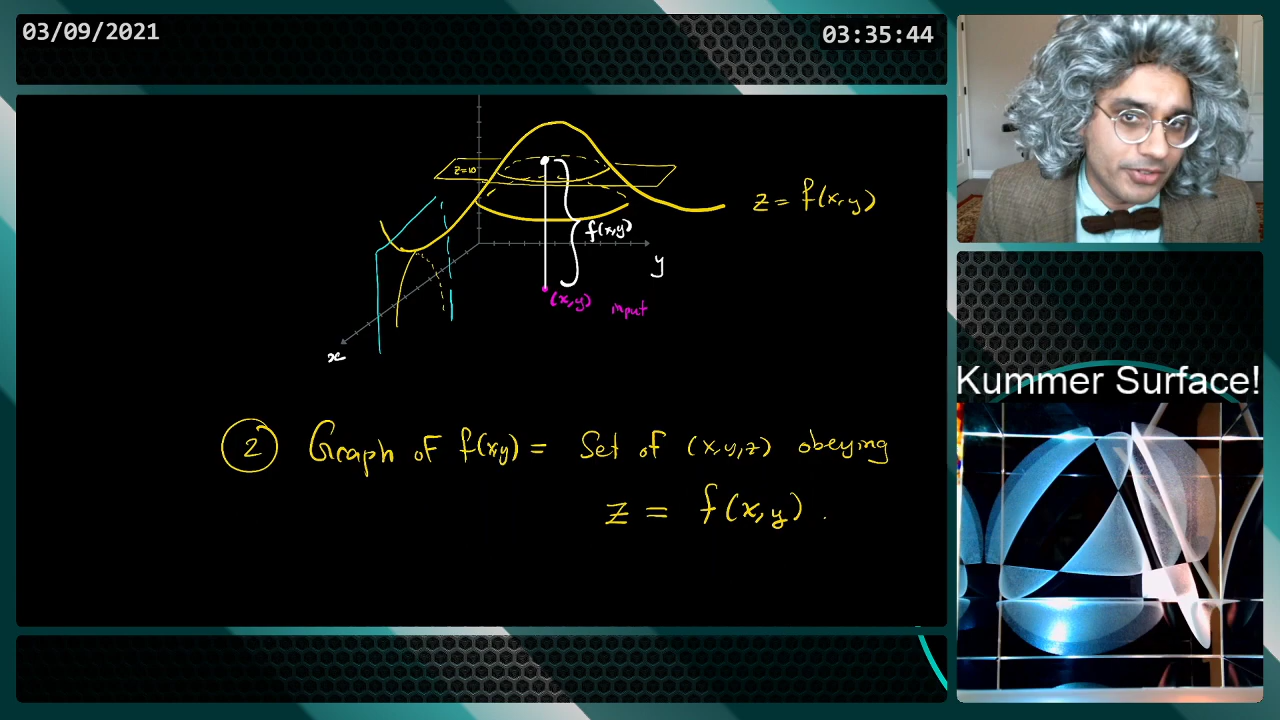 03/09/2021
03:35:44
z=10
z = f(x,y)
f(x,y)
y
(x,y) input
x
Kummer Surface!
2 Graph of f(x,y) = Set of (x,y,z) obeying
z = f(x,y).